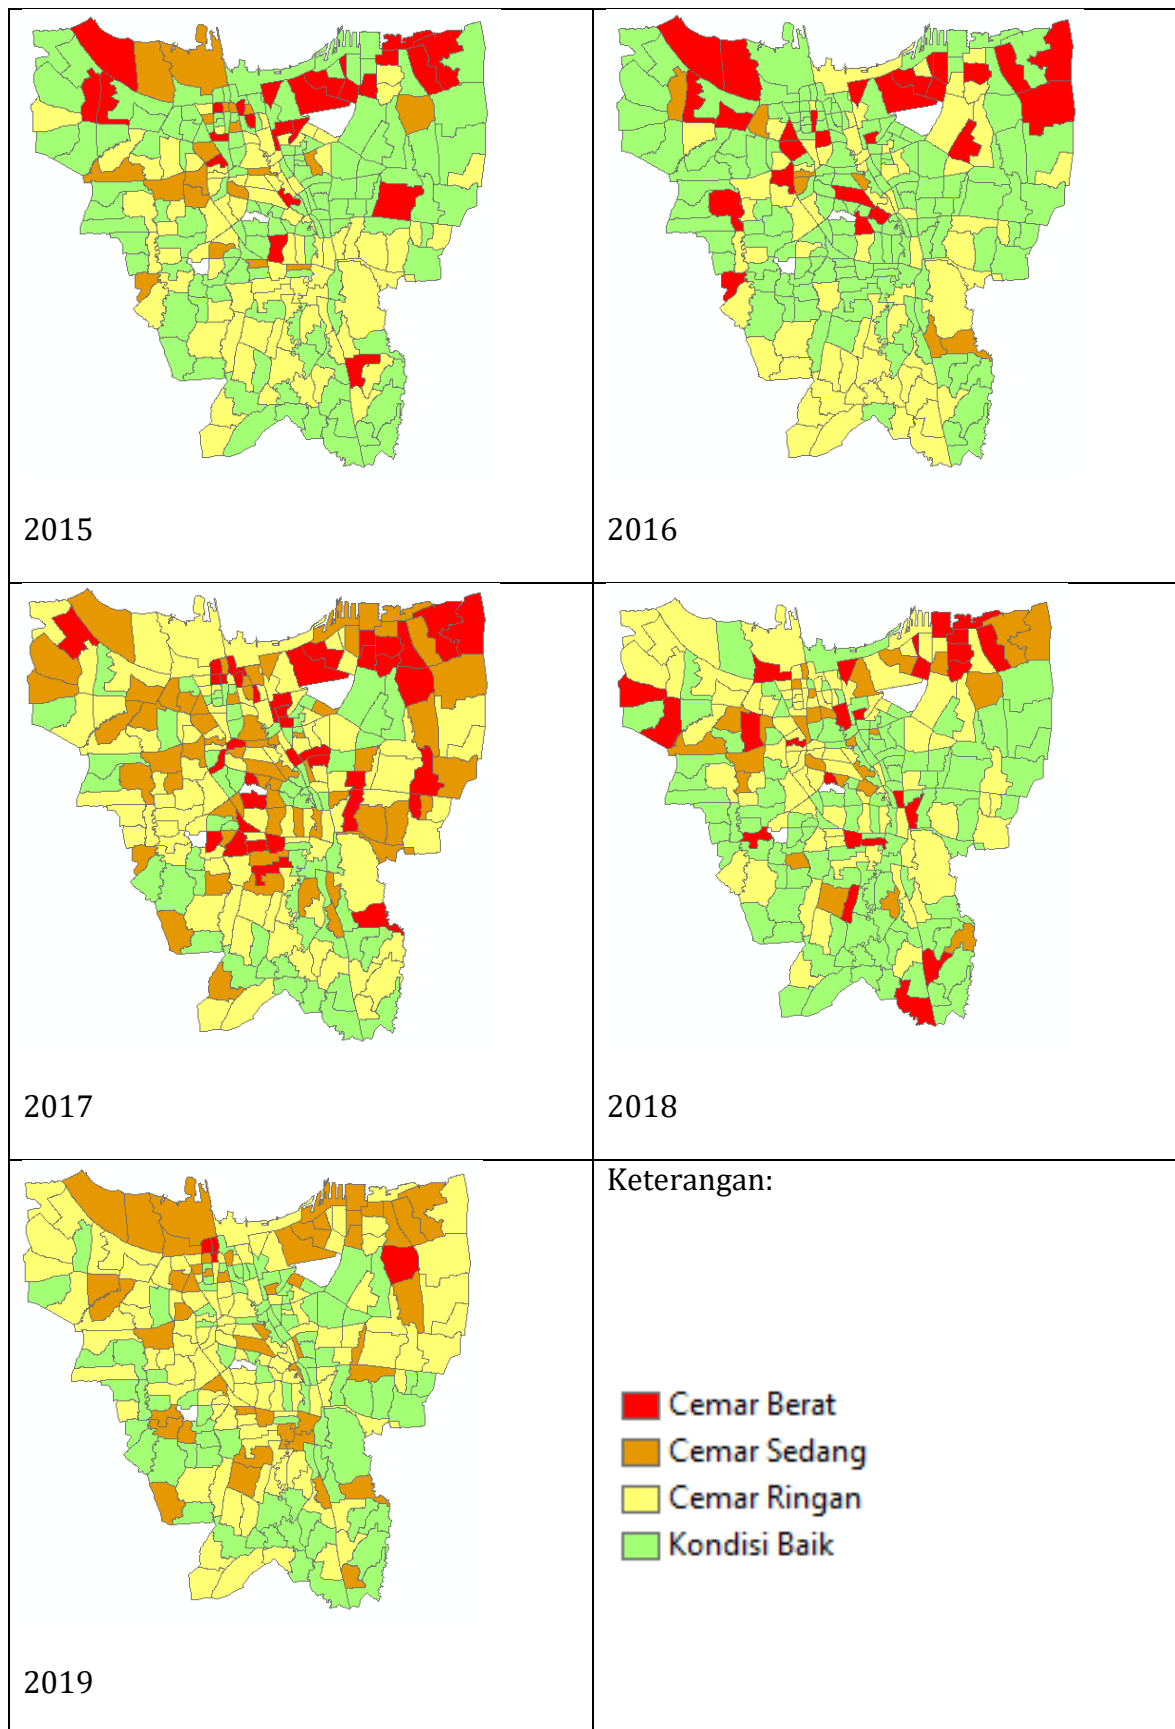 2015
2016
2017
2018
2019
Keterangan:
Cemar Berat
Cemar Sedang
Cemar Ringan
Kondisi Baik